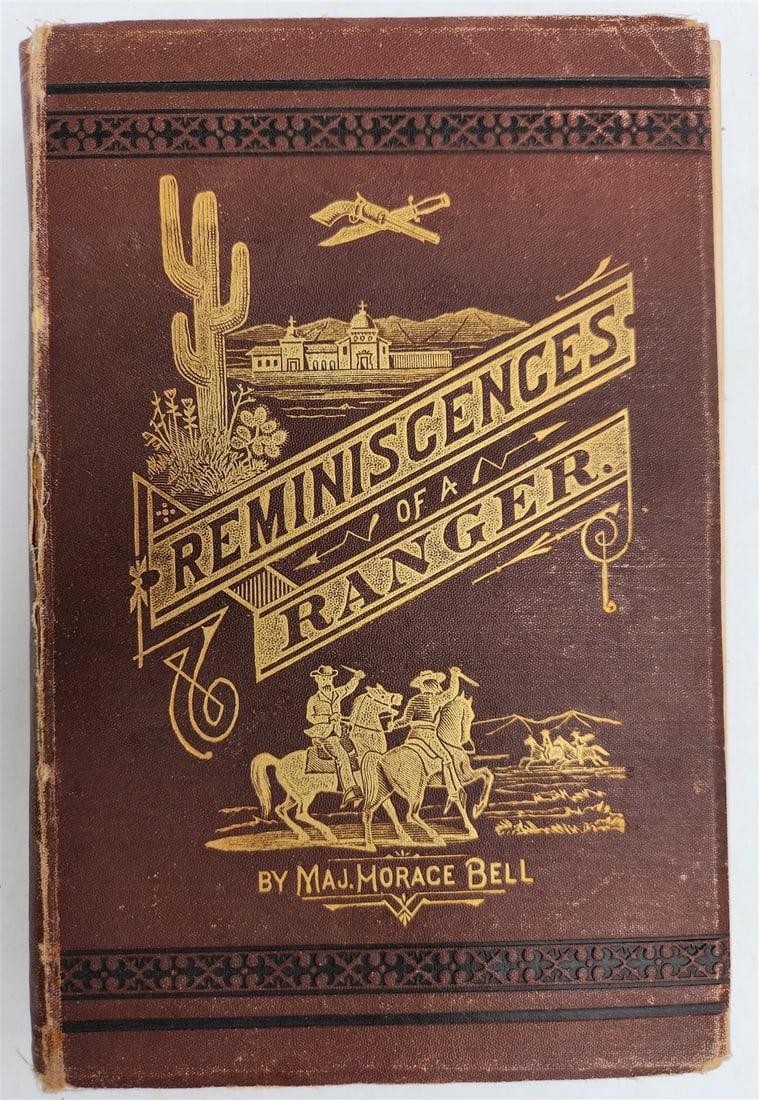 REMINISCENCES
OF A
RANGER.
BY MAJ. HORACE BELL